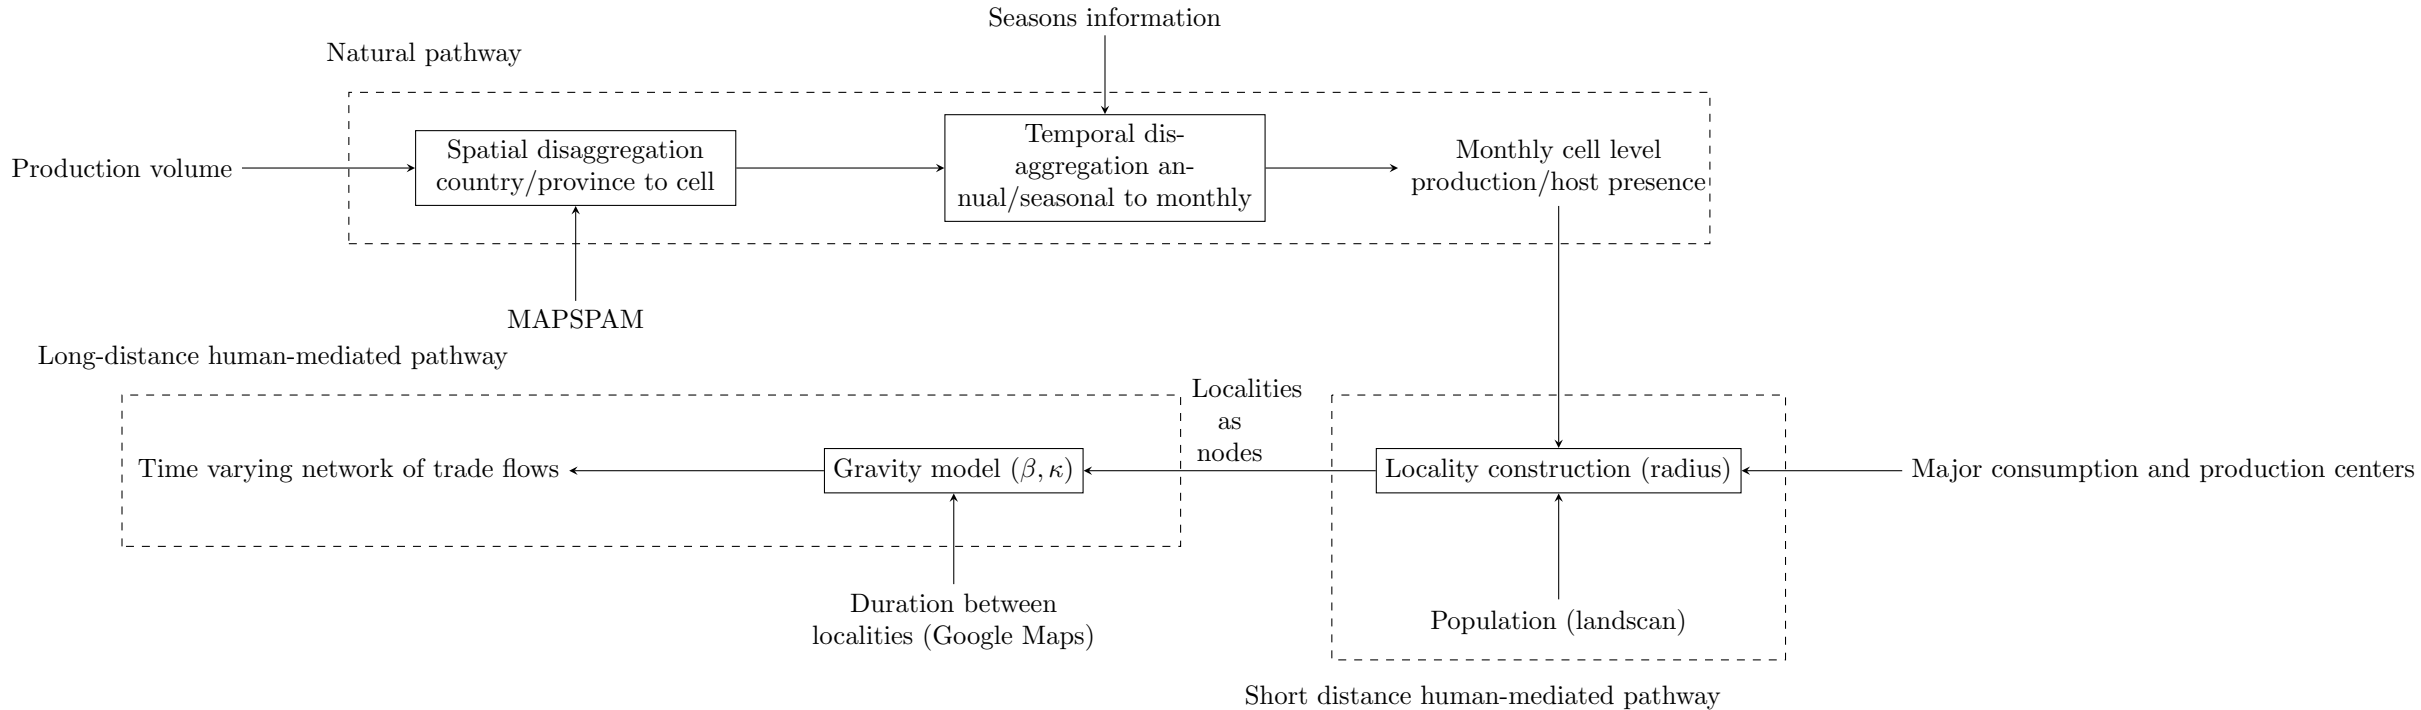 Seasons information
Natural pathway
Production volume
Spatial disaggregation
country/province to cell
Temporal dis-
aggregation an-
nual/seasonal to monthly
Monthly cell level
production/host presence
MAPSPAM
Long-distance human-mediated pathway
Localities
as
nodes
Time varying network of trade flows
Gravity model (β, κ)
Locality construction (radius)
Major consumption and production centers
Duration between
localities (Google Maps)
Population (landscan)
Short distance human-mediated pathway